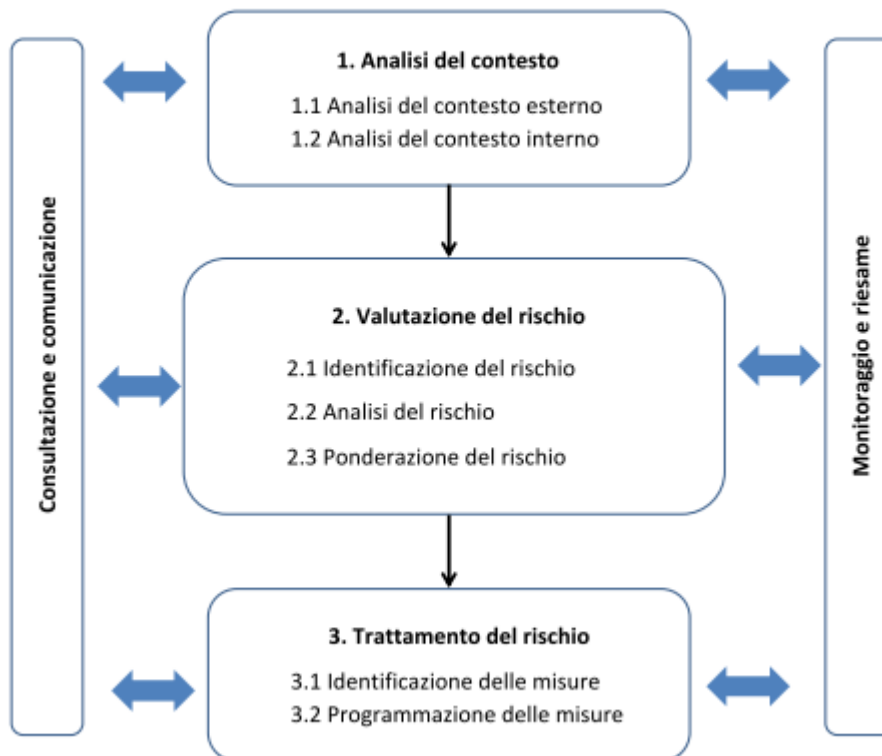 Consultazione e comunicazione
1. Analisi del contesto
1.1 Analisi del contesto esterno
1.2 Analisi del contesto interno
2. Valutazione del rischio
2.1 Identificazione del rischio
2.2 Analisi del rischio
2.3 Ponderazione del rischio
3. Trattamento del rischio
3.1 Identificazione delle misure
3.2 Programmazione delle misure
Monitoraggio e riesame